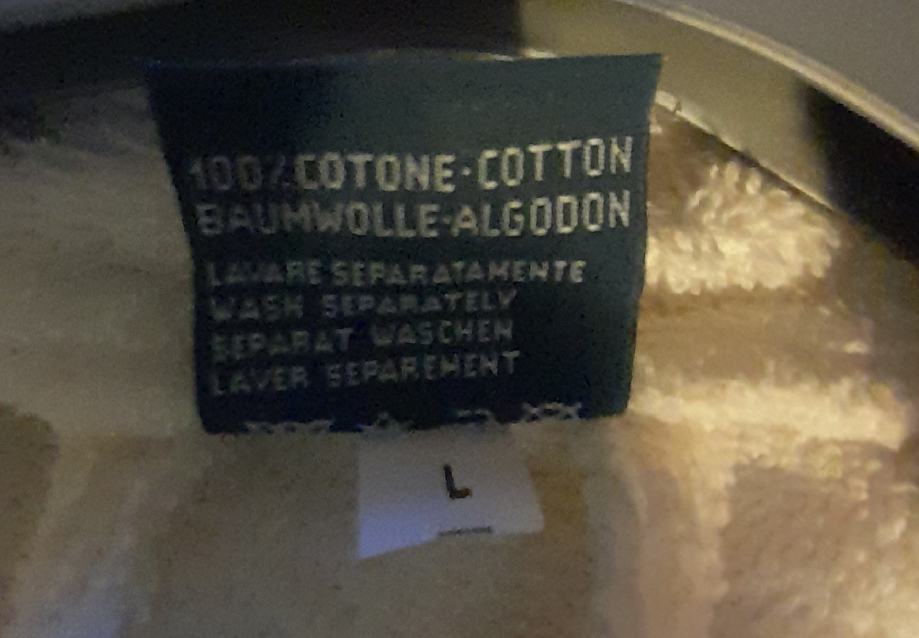 100% COTONE·COTTON
BAUMWOLLE·ALGODON
LAVARE SEPARATAMENTE
WASH SEPARATELY
SEPARAT WASCHEN
LAVER SEPAREMENT
L